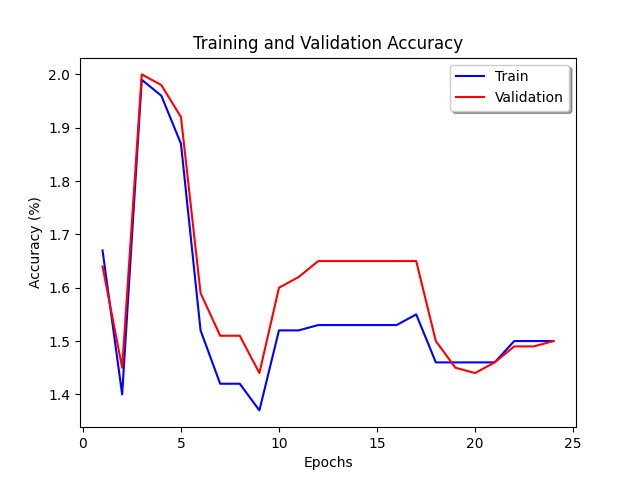 Training and Validation Accuracy
Train
Validation
Accuracy (%)
2.0
1.9
1.8
1.7
1.6
1.5
1.4
0 5 10 15 20 25
Epochs